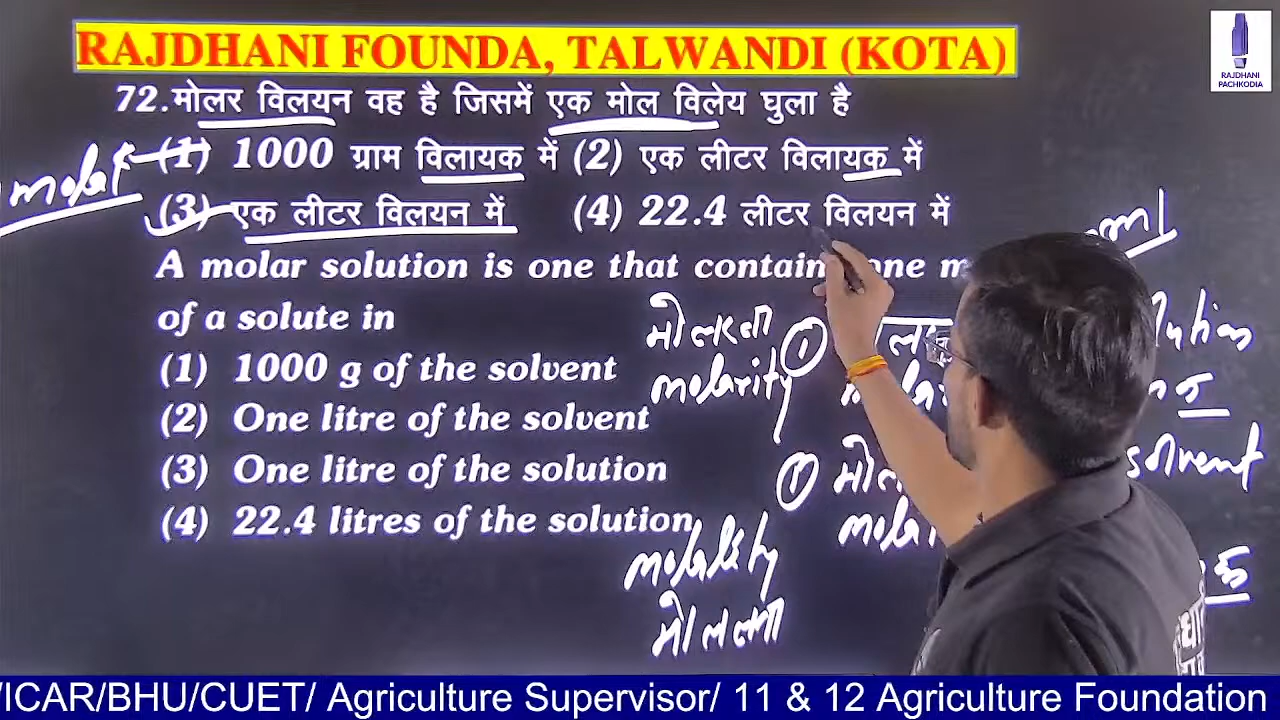 RAJDHANI FOUNDA, TALWANDI (KOTA)
RAJDHANI
PACHKODIA
72.मोलर विलयन वह है जिसमें एक मोल विलेय घुला है
(1) 1000 ग्राम विलायक में (2) एक लीटर विलायक में
(3) एक लीटर विलयन में (4) 22.4 लीटर विलयन में
A molar solution is one that contain one m
of a solute in
(1) 1000 g of the solvent
(2) One litre of the solvent
(3) One litre of the solution
(4) 22.4 litres of the solution
मोलरता
molarity
solvent
molality
मोललता
/ICAR/BHU/CUET/ Agriculture Supervisor/ 11 & 12 Agriculture Foundation